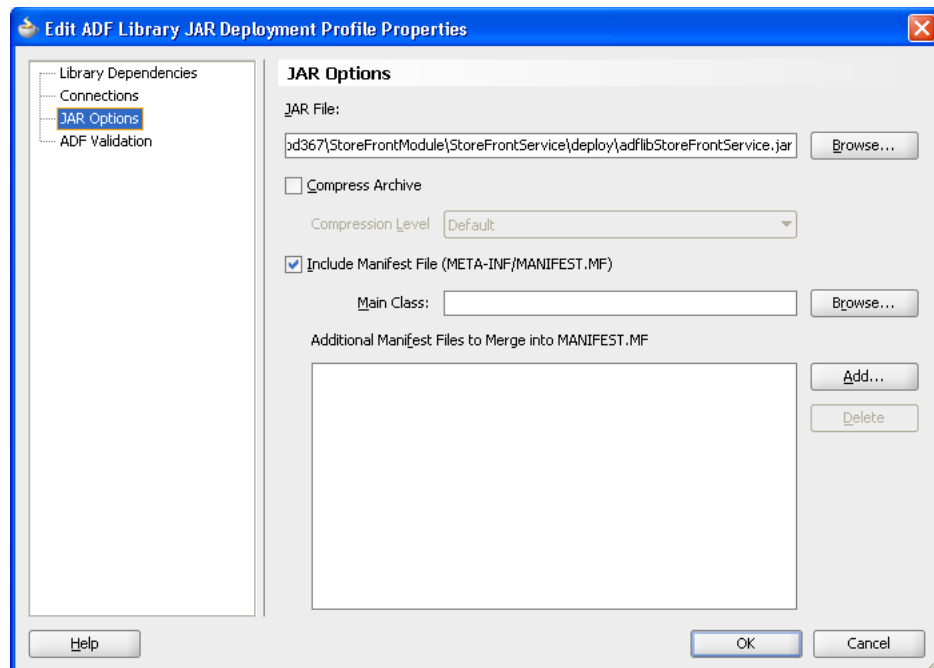 Edit ADF Library JAR Deployment Profile Properties
Library Dependencies
Connections
JAR Options
ADF Validation
JAR Options
JAR File:
od367\StoreFrontModule\StoreFrontService\deploy\adflibStoreFrontService.jar
Browse...
Compress Archive
Compression Level
Default
Include Manifest File (META-INF/MANIFEST.MF)
Main Class:
Browse...
Additional Manifest Files to Merge into MANIFEST.MF
Add...
Delete
Help
OK
Cancel